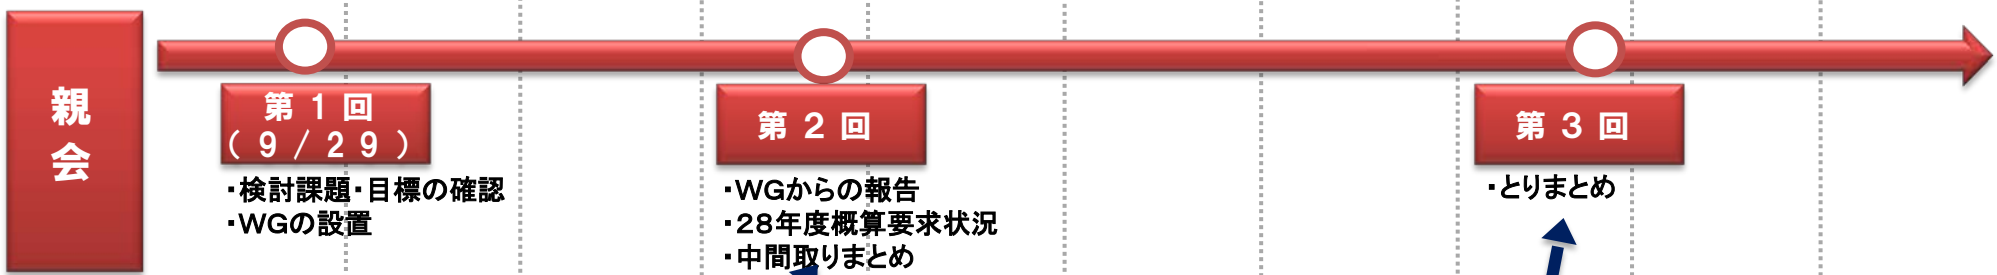 親
会
第１回
（９／２９）
・検討課題・目標の確認
・ＷＧの設置
第２回
・ＷＧからの報告
・２８年度概算要求状況
・中間取りまとめ
第３回
・とりまとめ